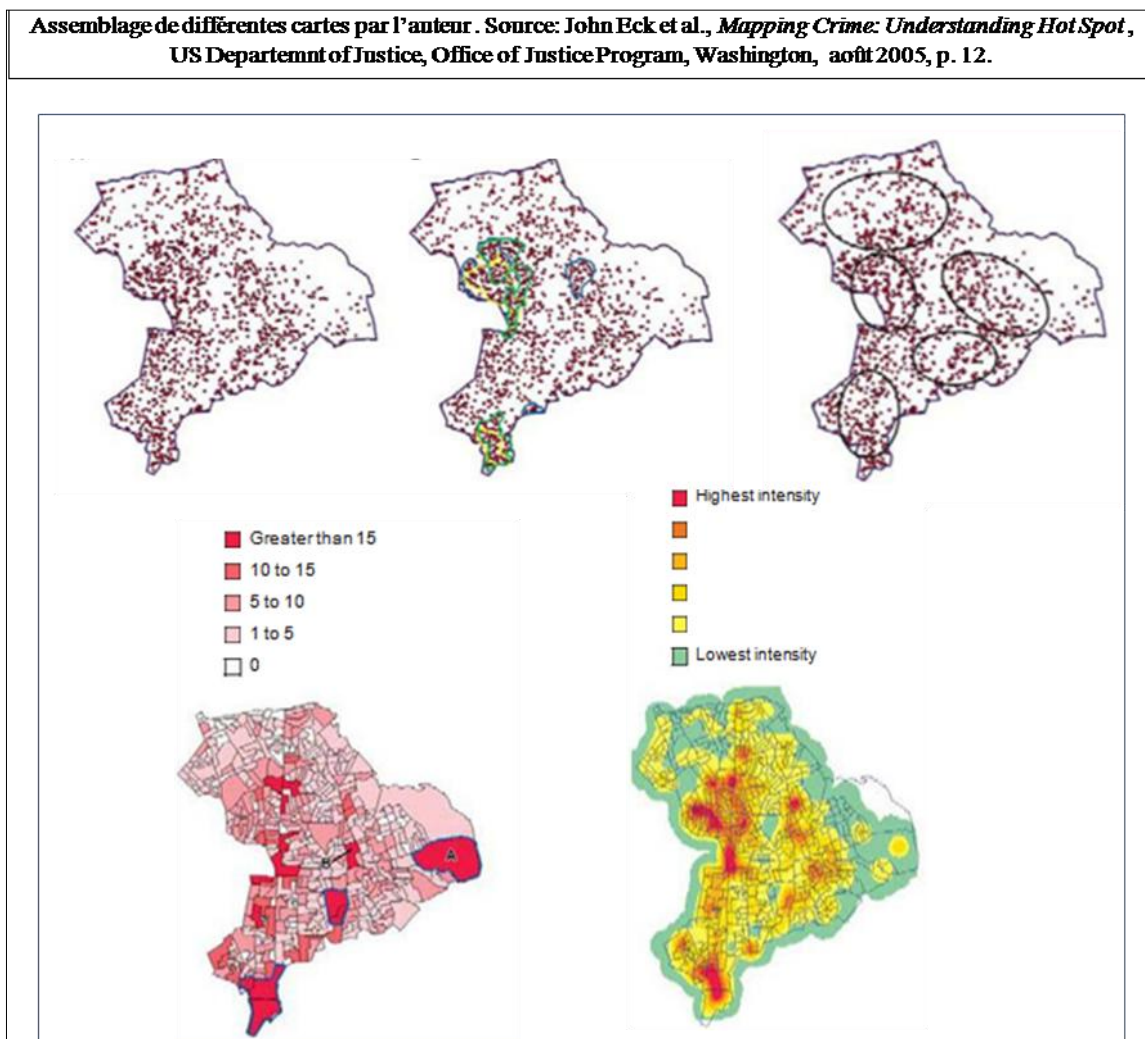 Assemblage de différentes cartes par l'auteur. Source: John Eck et al., Mapping Crime: Understanding Hot Spot,
US Departemnt of Justice, Office of Justice Program, Washington, août 2005, p. 12.
Highest intensity
Lowest intensity
Greater than 15
10 to 15
5 to 10
1 to 5
0
A
B